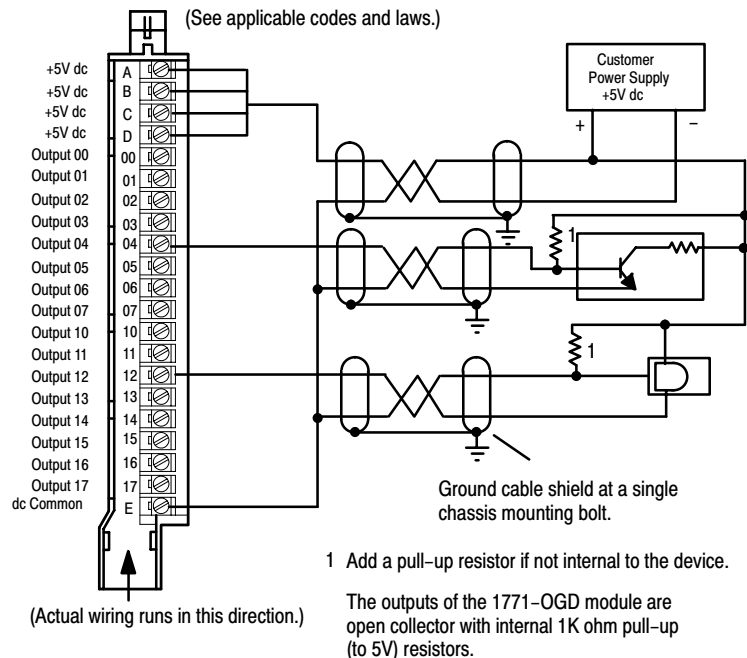 (See applicable codes and laws.)
Customer
Power Supply
+5V dc
+ –
+5V dc A
+5V dc B
+5V dc C
+5V dc D
Output 00 00
Output 01 01
Output 02 02
Output 03 03
Output 04 04
Output 05 05
Output 06 06
Output 07 07
Output 10 10
Output 11 11
Output 12 12
Output 13 13
Output 14 14
Output 15 15
Output 16 16
Output 17 17
dc Common E
1
1
Ground cable shield at a single
chassis mounting bolt.
(Actual wiring runs in this direction.)
1 Add a pull–up resistor if not internal to the device.
The outputs of the 1771–OGD module are
open collector with internal 1K ohm pull–up
(to 5V) resistors.